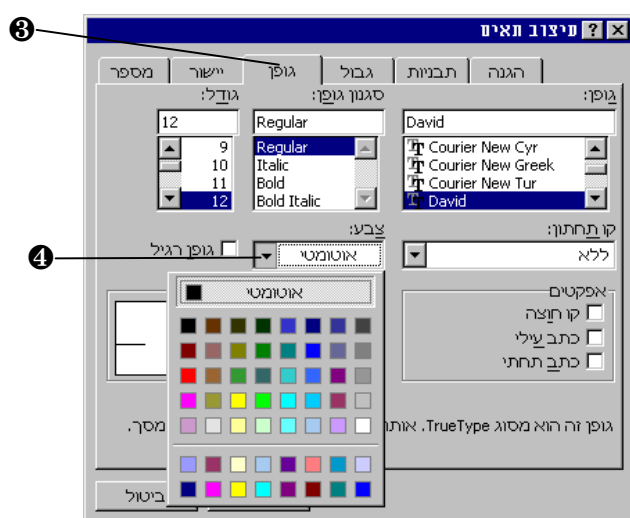 ❸
עיצוב תאים
מספר יישור גופן גבול תבניות הגנה
גופן: סגנון גופן: גודל:
David Regular 12
Courier New Cyr Regular 9
Courier New Greek Italic 10
Courier New Tur Bold 11
David Bold Italic 12
קו תחתון: צבע:
❹
ללא אוטומטי גופן רגיל
אוטומטי
אפקטים
קו חוצה
כתב עילי
כתב תחתי
גופן זה הוא מסוג TrueType. מסך.
ביטול